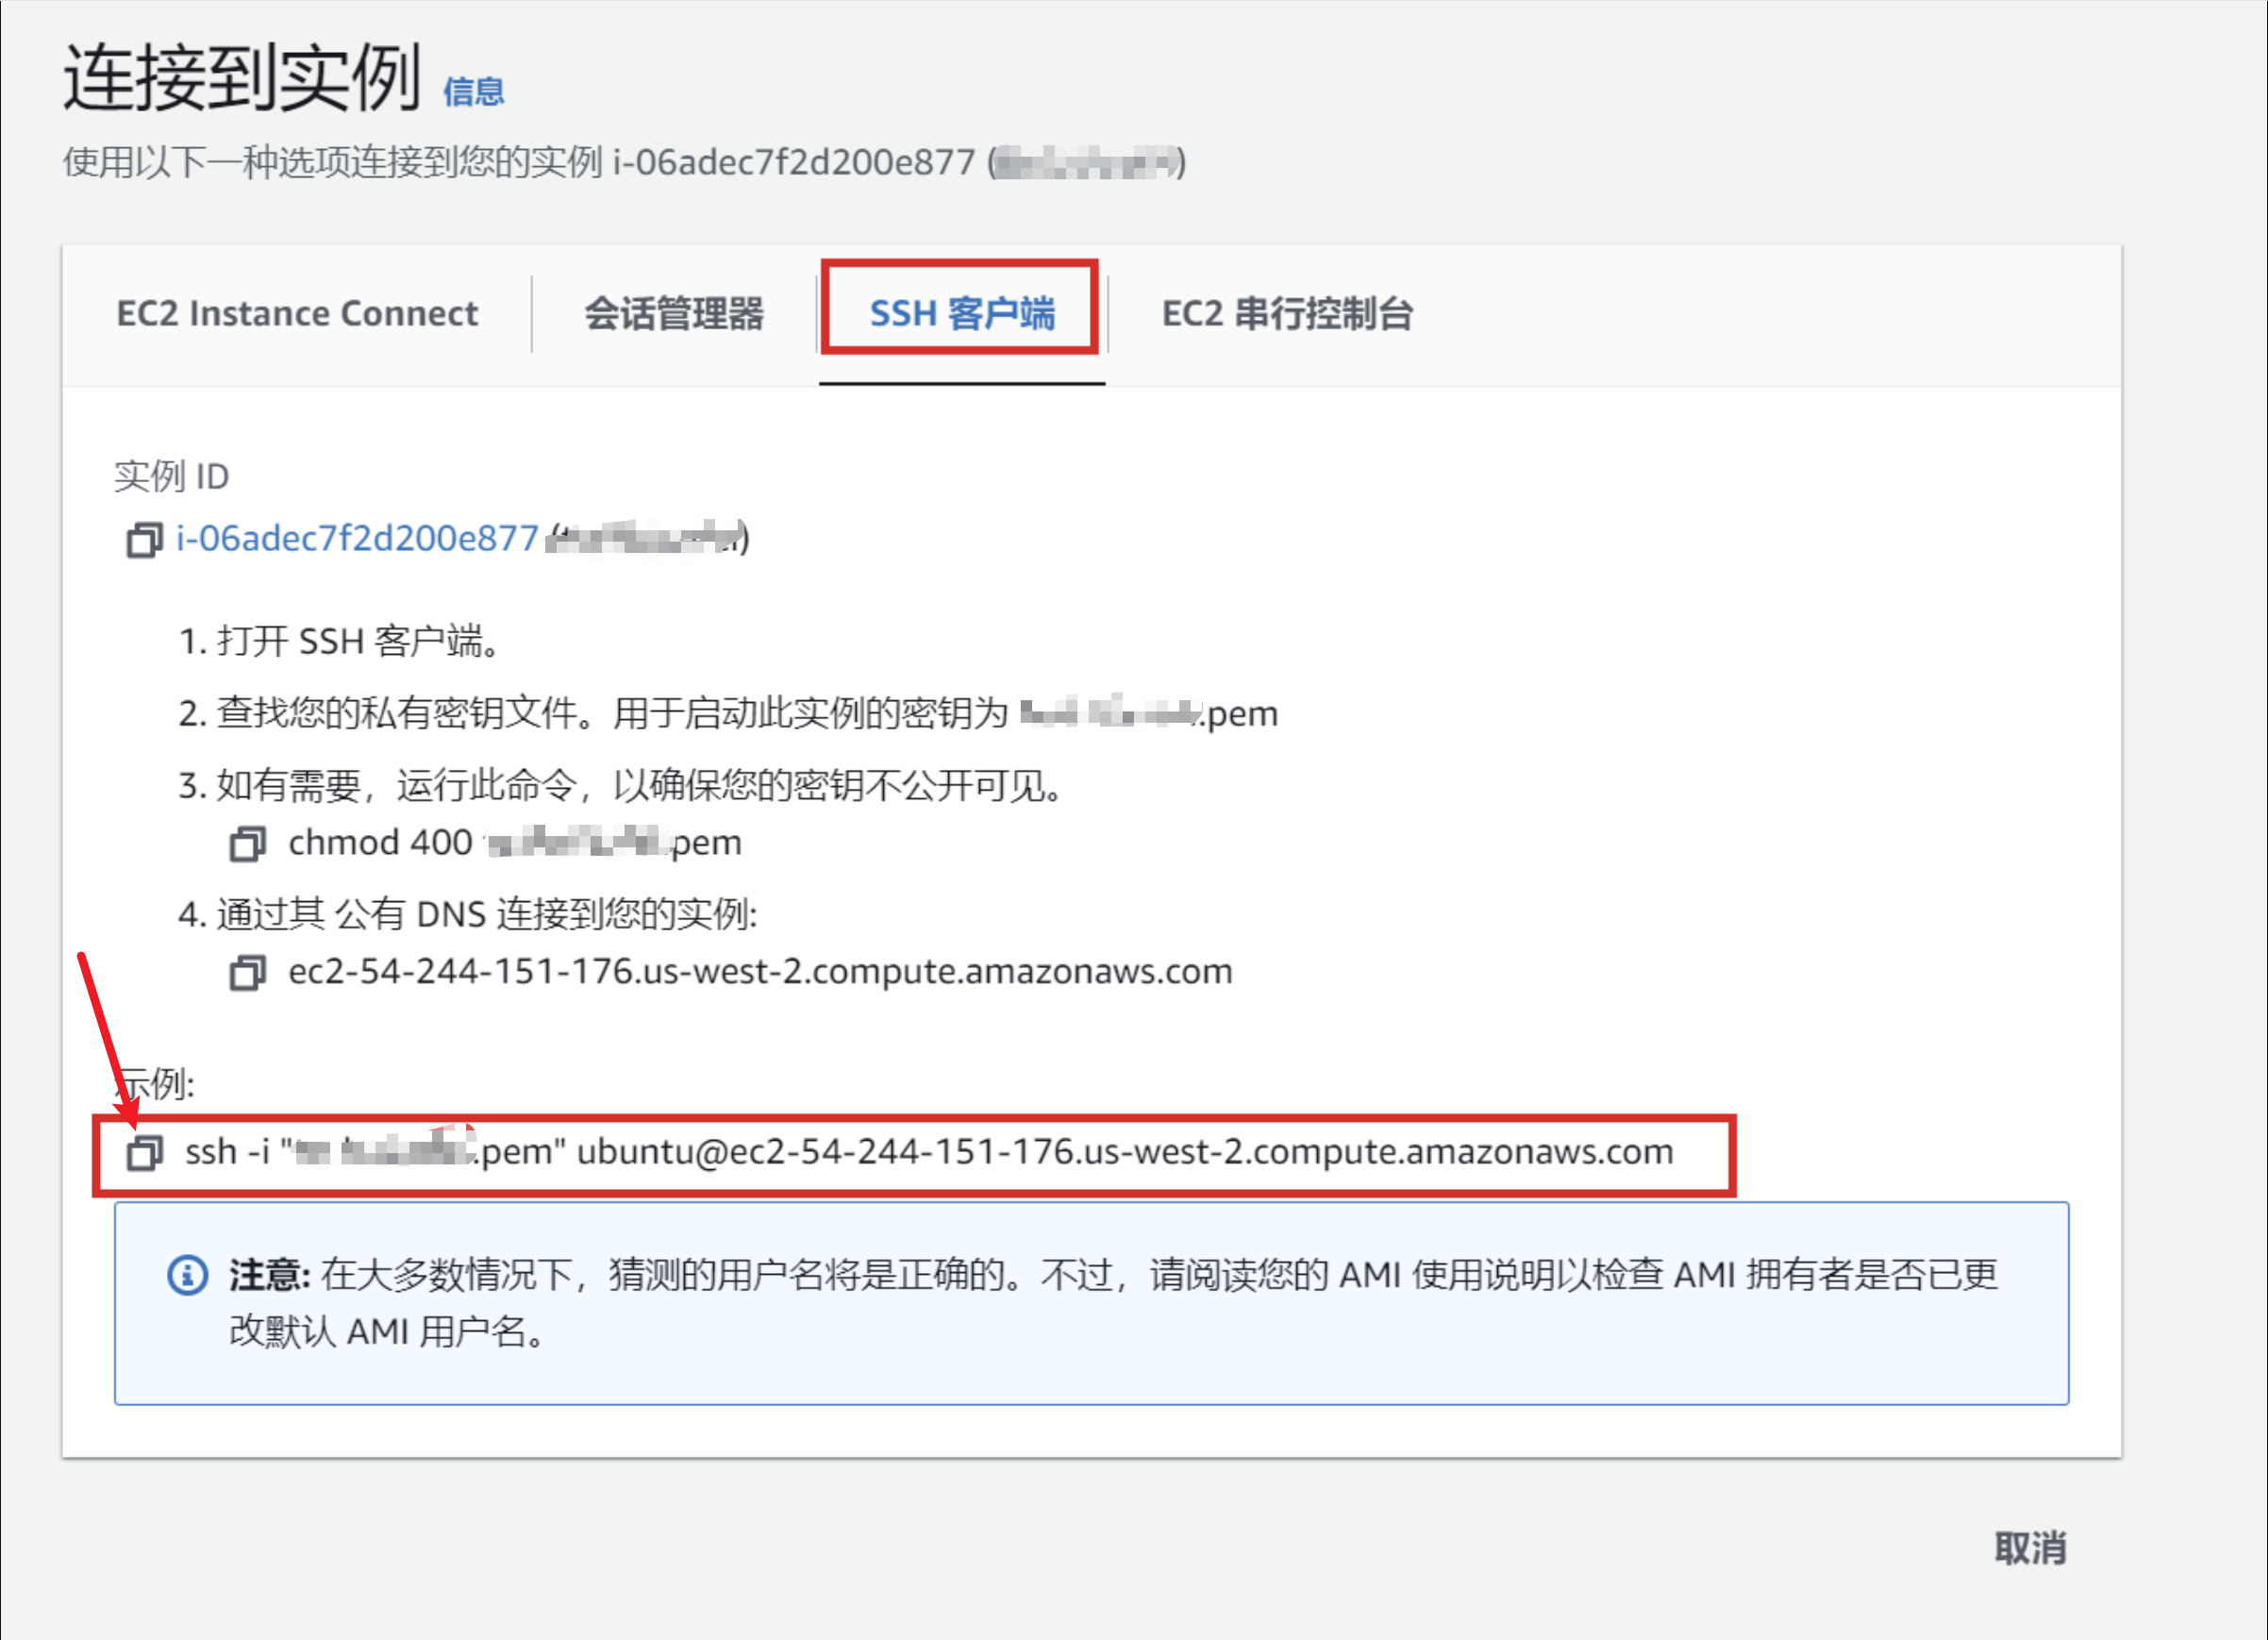 连接到实例 信息
使用以下一种选项连接到您的实例 i-06adec7f2d200e877 ()
EC2 Instance Connect
会话管理器
SSH 客户端
EC2 串行控制台
实例 ID
i-06adec7f2d200e877 ()
1. 打开 SSH 客户端。
2. 查找您的私有密钥文件。用于启动此实例的密钥为 .pem
3. 如有需要，运行此命令，以确保您的密钥不公开可见。
chmod 400 .pem
4. 通过其 公有 DNS 连接到您的实例:
ec2-54-244-151-176.us-west-2.compute.amazonaws.com
示例:
ssh -i ".pem" ubuntu@ec2-54-244-151-176.us-west-2.compute.amazonaws.com
注意: 在大多数情况下，猜测的用户名将是正确的。不过，请阅读您的 AMI 使用说明以检查 AMI 拥有者是否已更
改默认 AMI 用户名。
取消